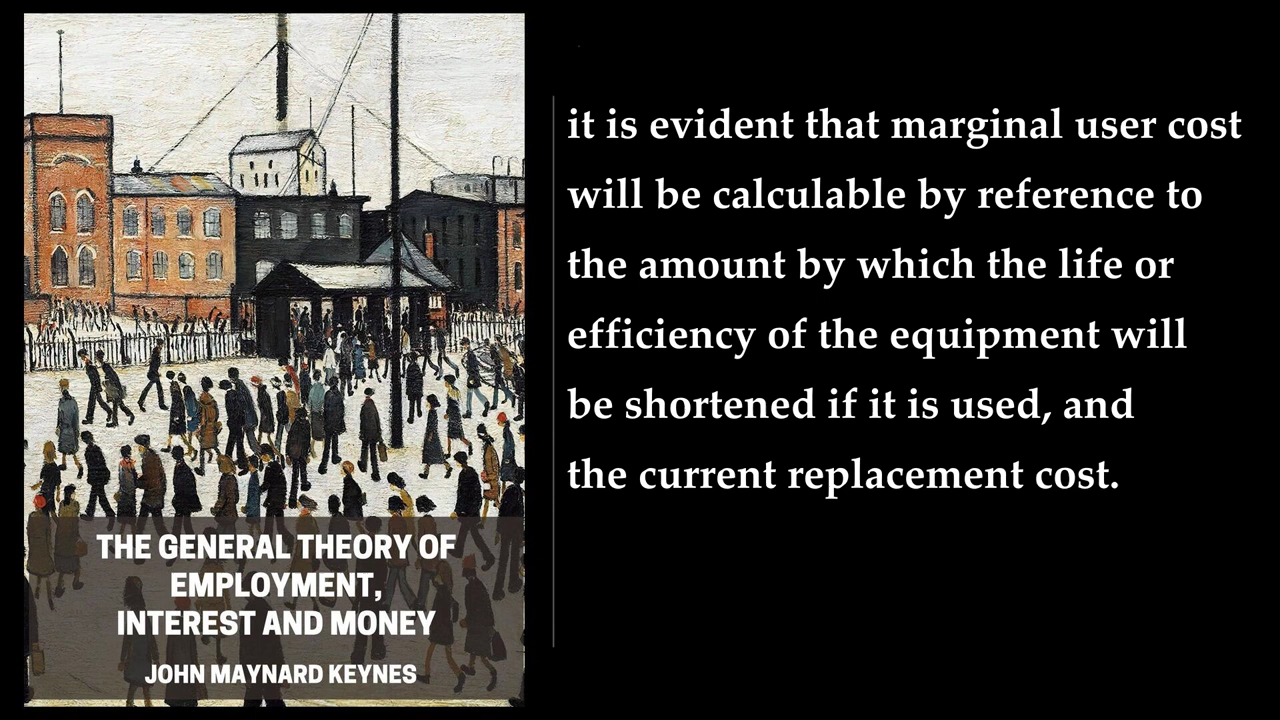 THE GENERAL THEORY OF
EMPLOYMENT,
INTEREST AND MONEY
JOHN MAYNARD KEYNES
it is evident that marginal user cost
will be calculable by reference to
the amount by which the life or
efficiency of the equipment will
be shortened if it is used, and
the current replacement cost.